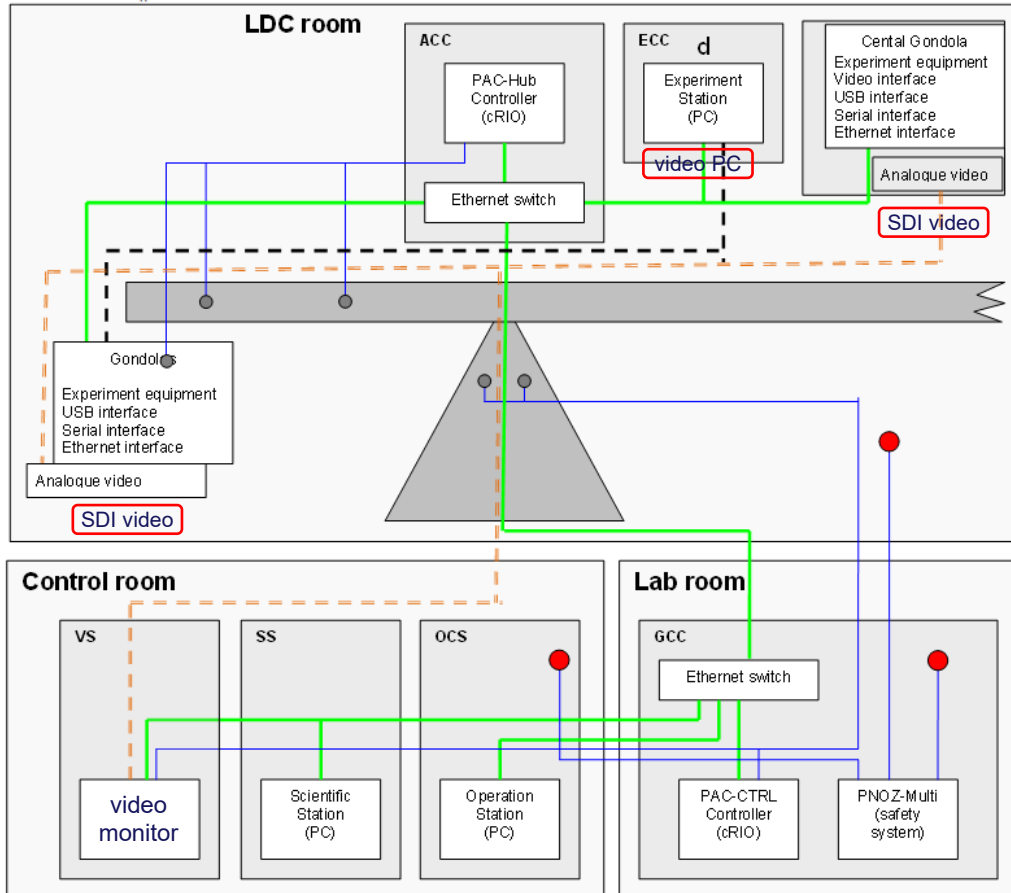 LDC room
ACC
PAC-Hub
Controller
(cRIO)
Ethernet switch
ECC
d
Experiment
Station
(PC)
video PC
Cental Gondola
Experiment equipment
Video interface
USB interface
Serial interface
Ethernet interface
Analogue video
SDI video
Gondolas
Experiment equipment
USB interface
Serial interface
Ethernet interface
Analogue video
SDI video
Control room
VS
video
monitor
SS
Scientific
Station
(PC)
OCS
Operation
Station
(PC)
Lab room
GCC
Ethernet switch
PAC-CTRL
Controller
(cRIO)
PNOZ-Multi
(safety
system)